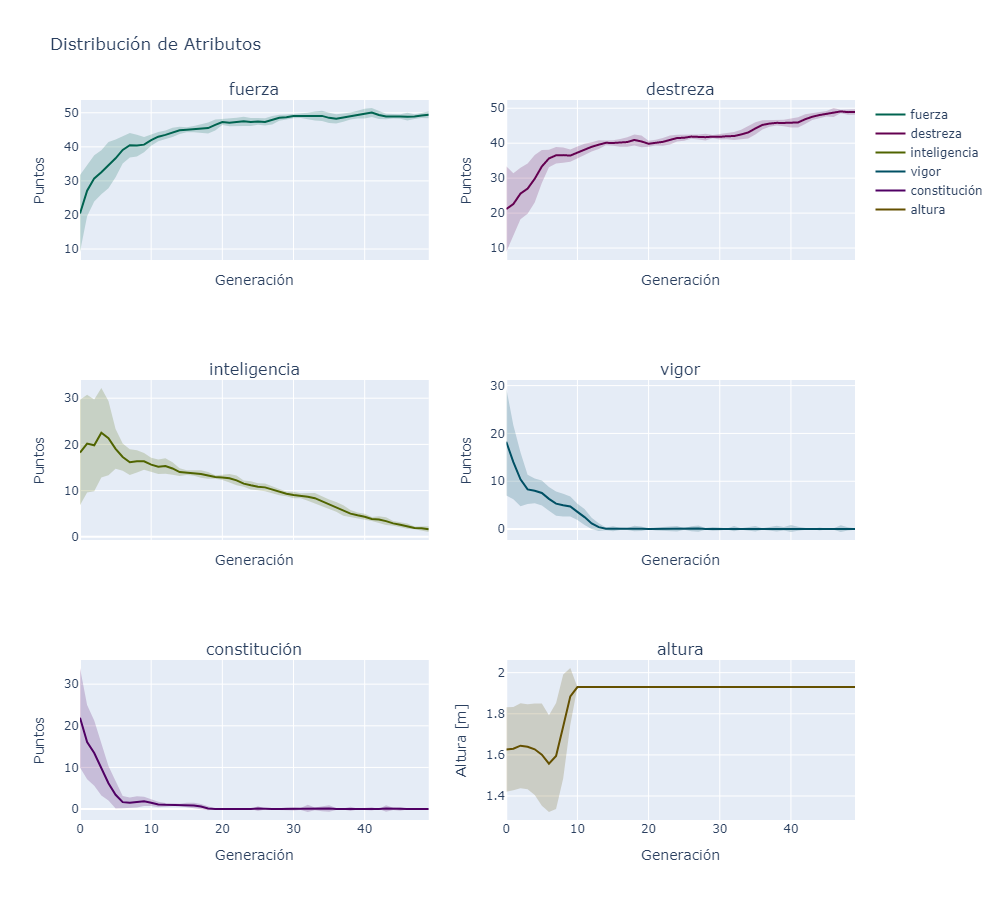 Distribución de Atributos
fuerza
destreza
50
40
30
20
10
Puntos
Generación
50
40
30
20
10
Puntos
Generación
fuerza
destreza
inteligencia
vigor
constitución
altura
inteligencia
vigor
30
20
10
0
Puntos
Generación
30
20
10
0
Puntos
Generación
constitución
altura
30
20
10
0
Puntos
0 10 20 30 40
Generación
2
1.8
1.6
1.4
Altura [m]
0 10 20 30 40
Generación